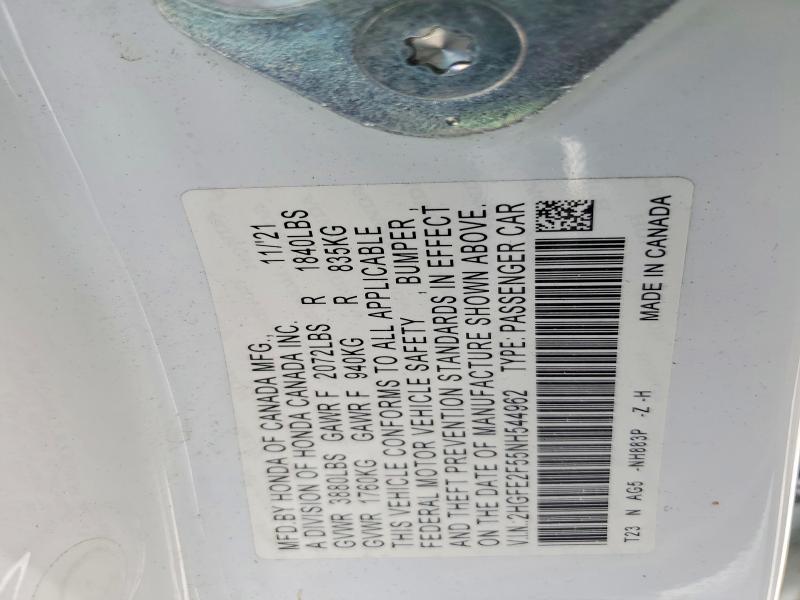 MFD.BY HONDA OF CANADA MFG., 11/'21
A DIVISION OF HONDA CANADA INC.
GVWR 3880LBS GAWR F 2072LBS R 1840LBS
GVWR 1760KG GAWR F 940KG R 835KG
THIS VEHICLE CONFORMS TO ALL APPLICABLE
FEDERAL MOTOR VEHICLE SAFETY , BUMPER ,
AND THEFT PREVENTION STANDARDS IN EFFECT
ON THE DATE OF MANUFACTURE SHOWN ABOVE.
V.I.N.:2HGFE2F55NH544962 TYPE: PASSENGER CAR
T23 N AG5 -NH883P -Z -H
MADE IN CANADA